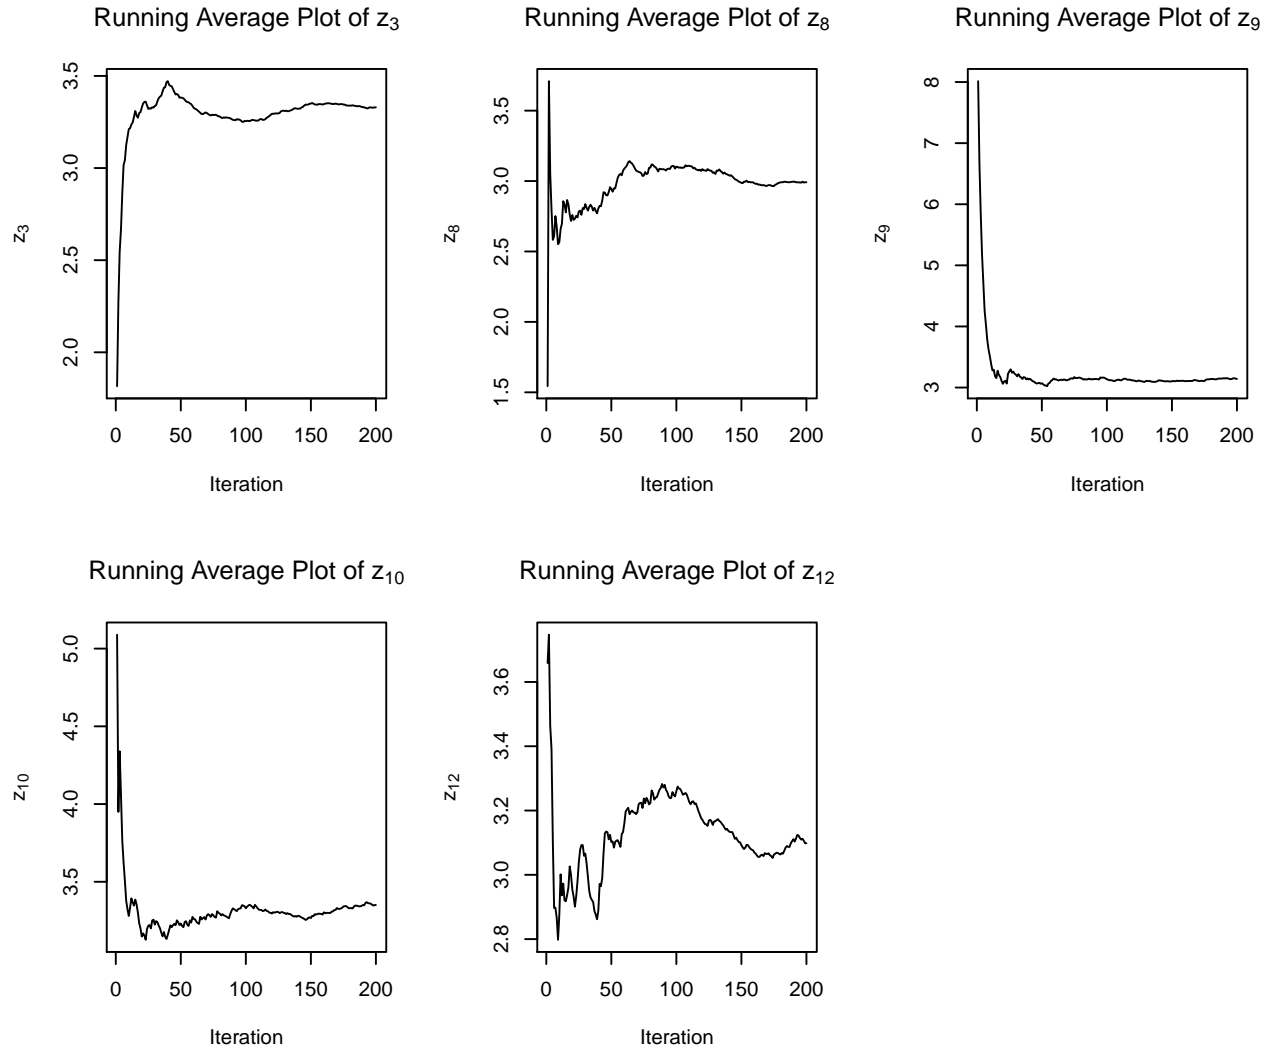 Running Average Plot of z₃
z₃
3.5
3.0
2.5
2.0
0 50 100 150 200
Iteration
Running Average Plot of z₈
z₈
3.5
3.0
2.5
2.0
1.5
0 50 100 150 200
Iteration
Running Average Plot of z₉
z₉
8
7
6
5
4
3
0 50 100 150 200
Iteration
Running Average Plot of z₁₀
z₁₀
5.0
4.5
4.0
3.5
0 50 100 150 200
Iteration
Running Average Plot of z₁₂
z₁₂
3.6
3.4
3.2
3.0
2.8
0 50 100 150 200
Iteration